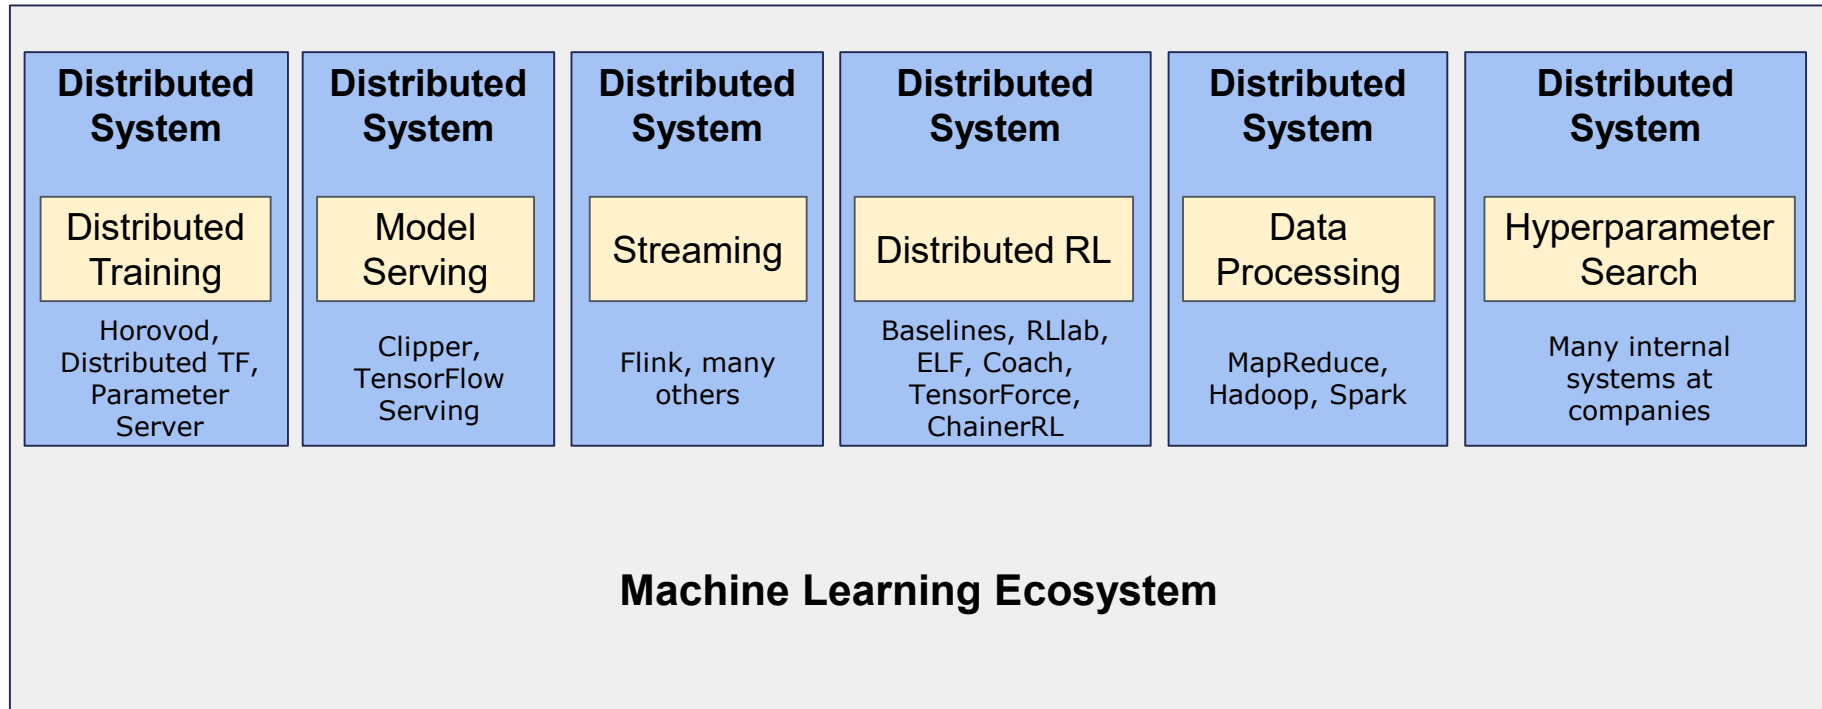 Distributed
System
Distributed
Training
Horovod,
Distributed TF,
Parameter
Server
Distributed
System
Model
Serving
Clipper,
TensorFlow
Serving
Distributed
System
Streaming
Flink, many
others
Distributed
System
Distributed RL
Baselines, RLlab,
ELF, Coach,
TensorForce,
ChainerRL
Distributed
System
Data
Processing
MapReduce,
Hadoop, Spark
Distributed
System
Hyperparameter
Search
Many internal
systems at
companies
Machine Learning Ecosystem